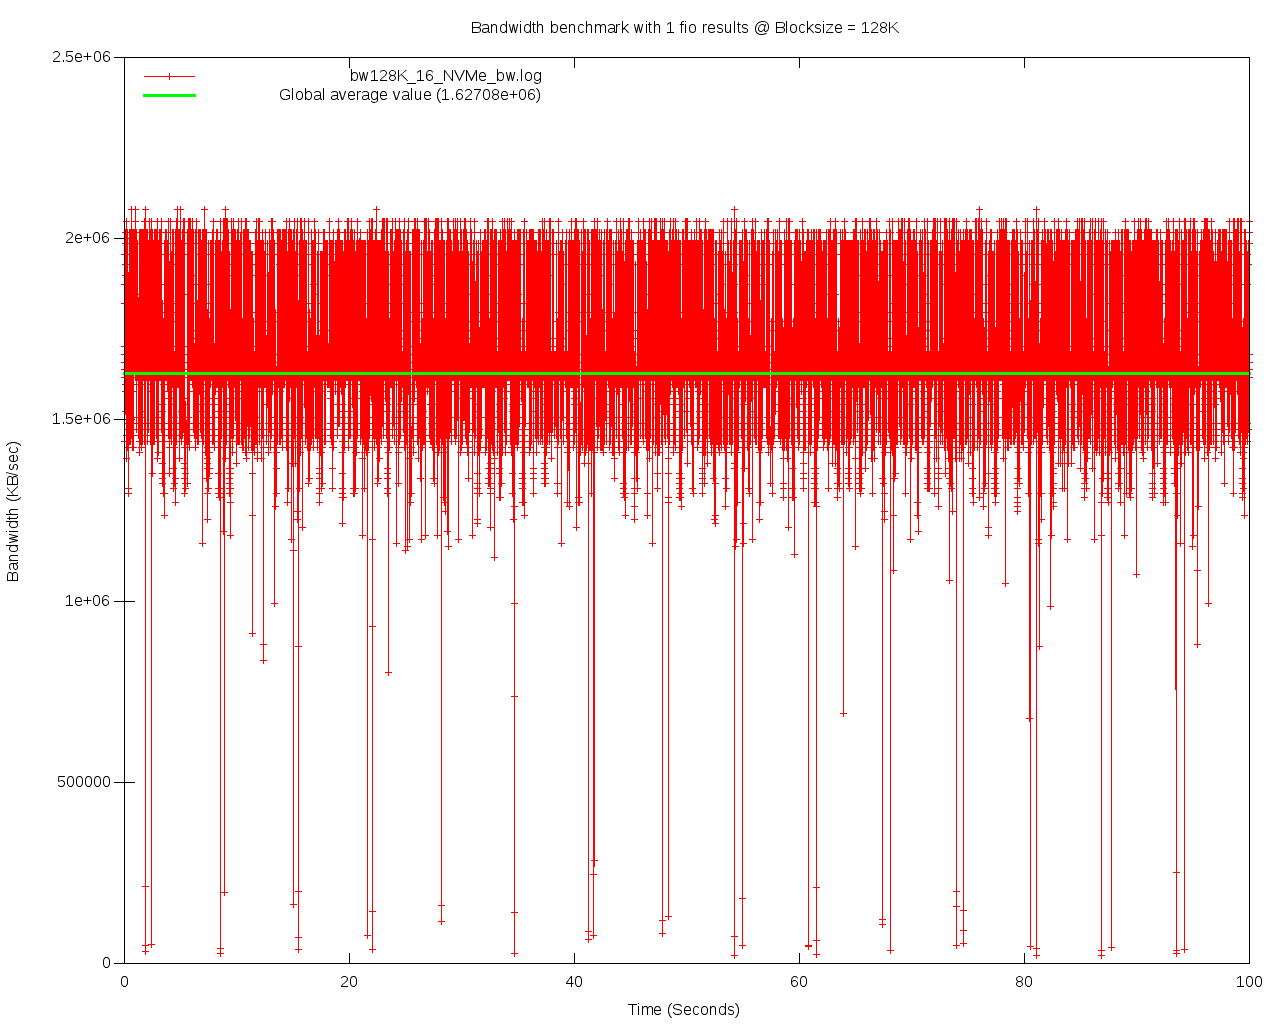 Bandwidth benchmark with 1 fio results @ Blocksize = 128K
2.5e+06
bw128K_16_NVMe_bw.log
Global average value (1.62708e+06)
2e+06
1.5e+06
Bandwidth (KB/sec)
1e+06
500000
0
0 20 40 60 80 100
Time (Seconds)